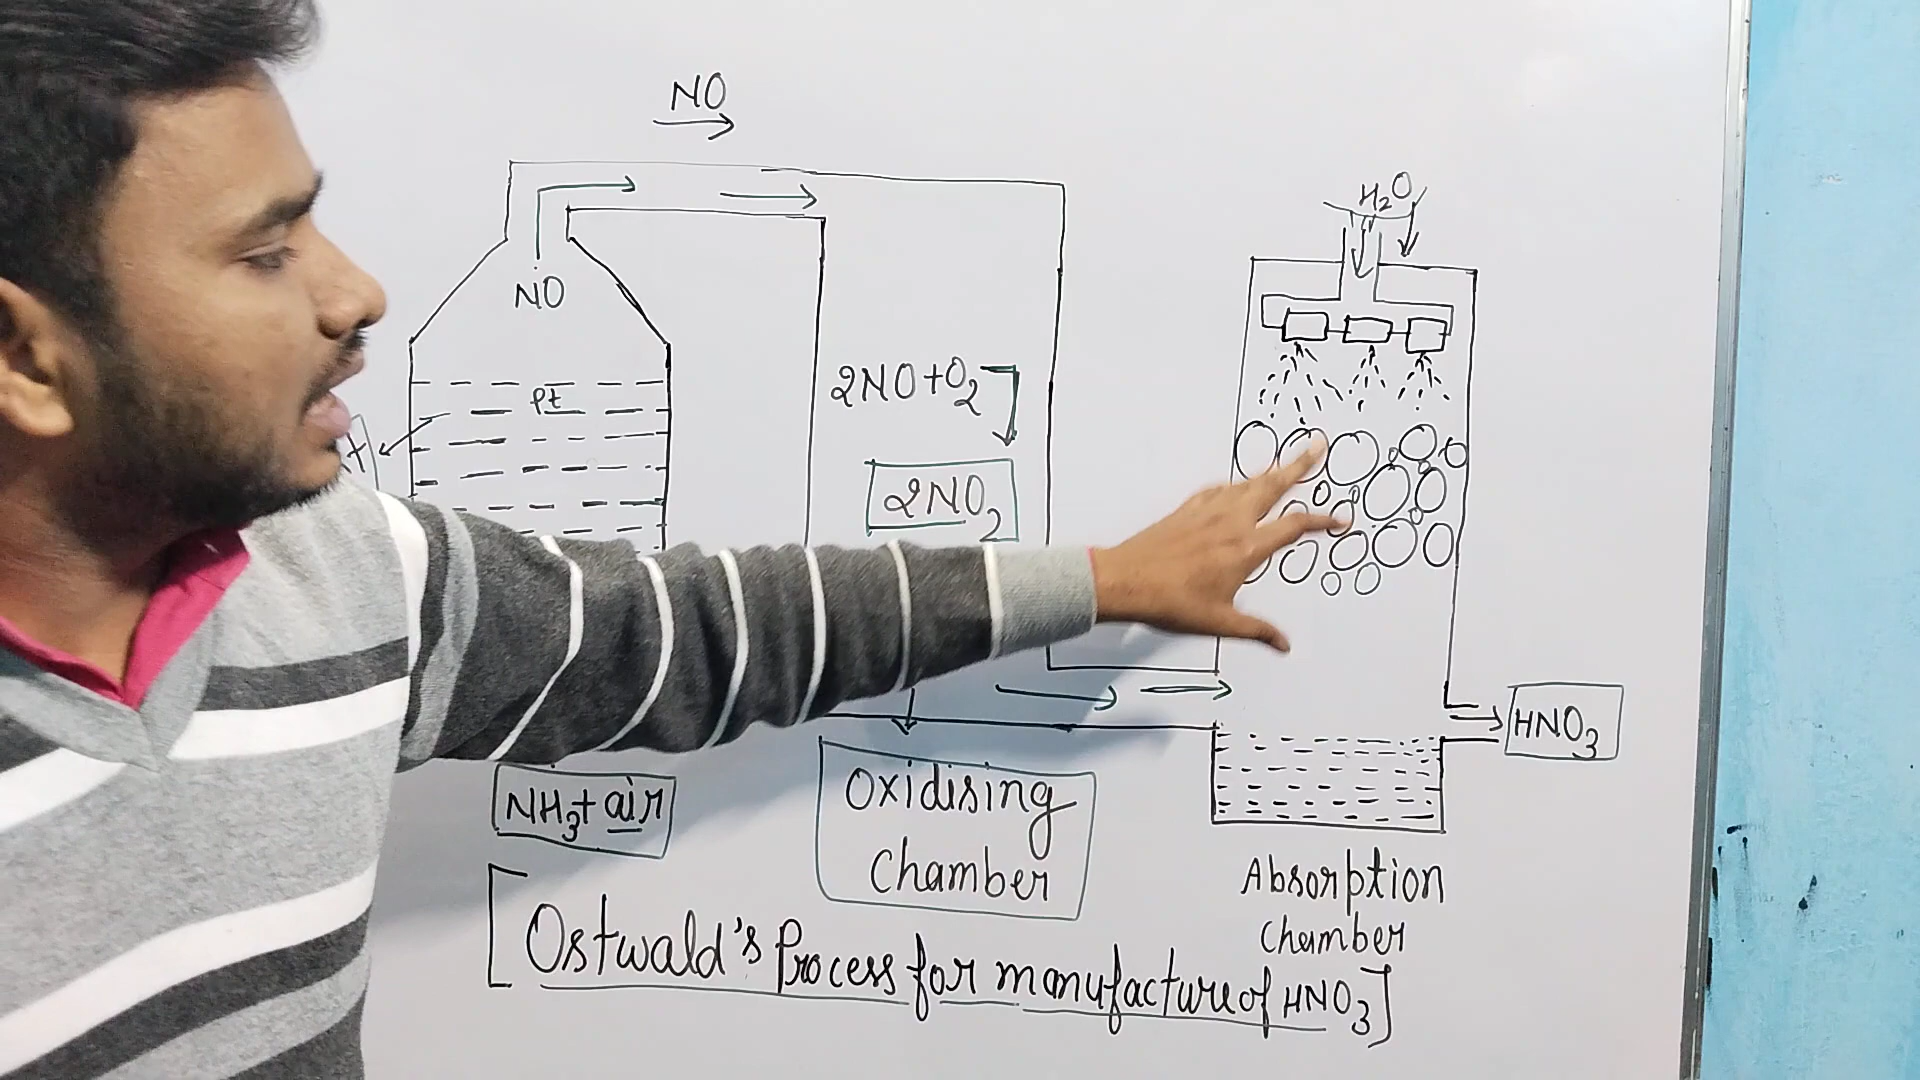 NO
NO
H2O
Pt
2NO+O2
2NO2
HNO3
NH3+air
Oxidising
Chamber
Absorption
Chamber
[Ostwald's Process for manufacture of HNO3]